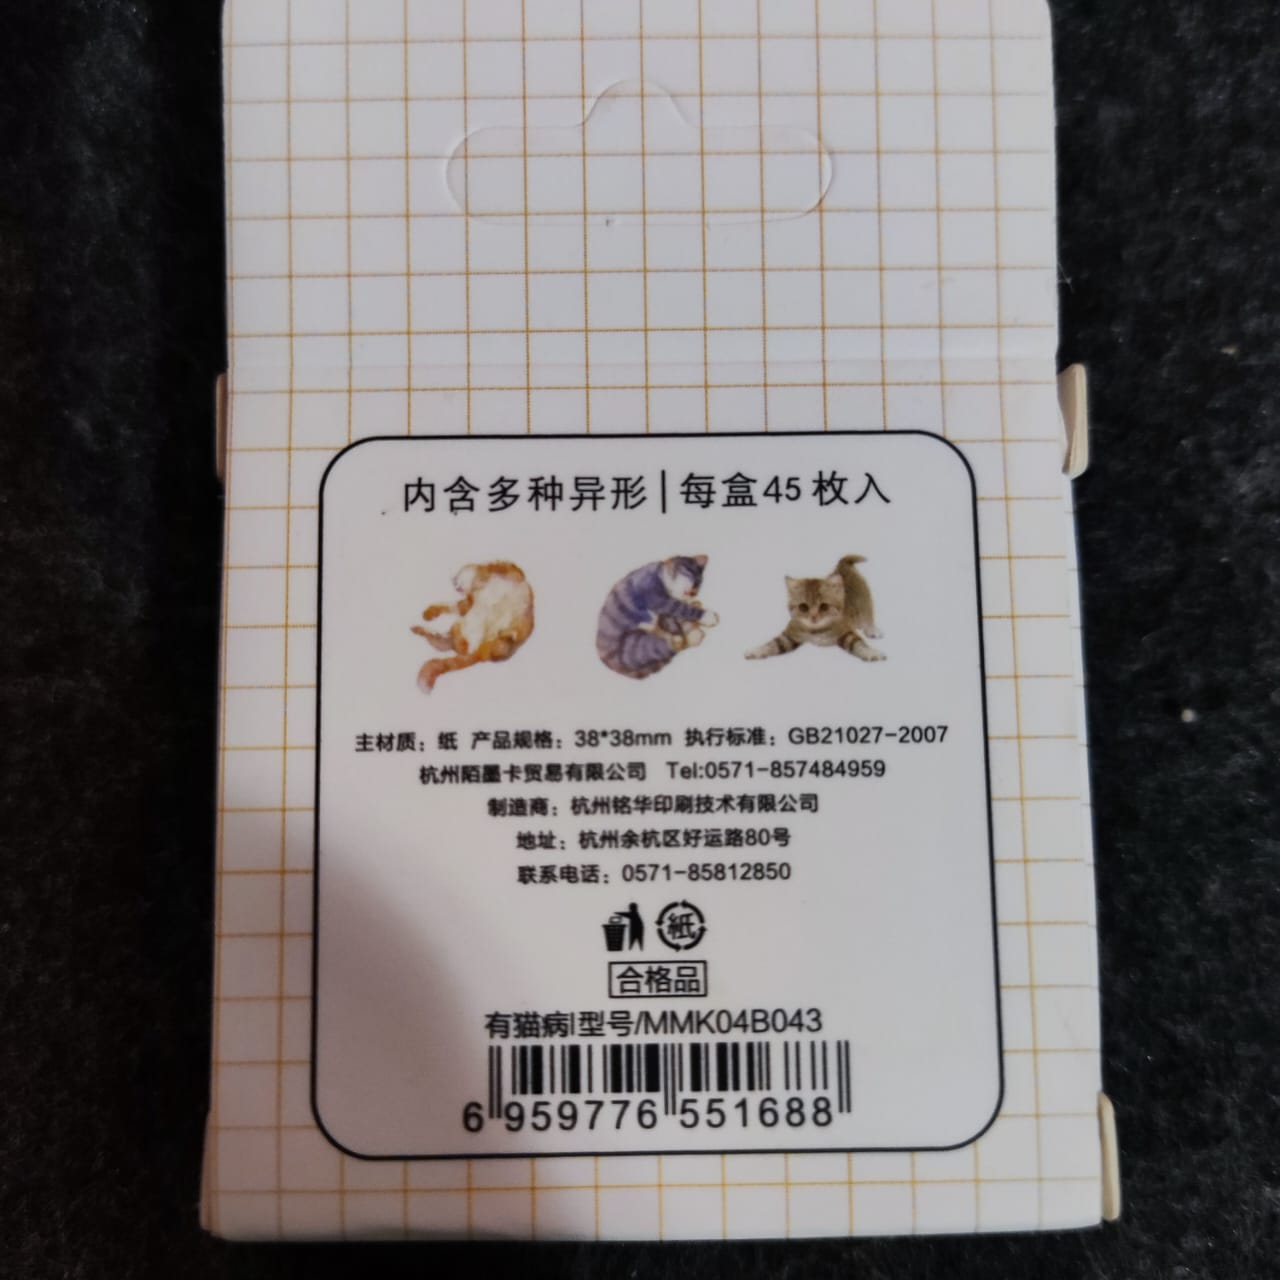 内含多种异形|每盒45枚入
主材质：纸 产品规格：38*38mm 执行标准：GB21027-2007
杭州陌墨卡贸易有限公司 Tel:0571-857484959
制造商：杭州铭华印刷技术有限公司
地址：杭州余杭区好运路80号
联系电话：0571-85812850
紙
合格品
有猫病|型号/MMK04B043
6 959776 551688